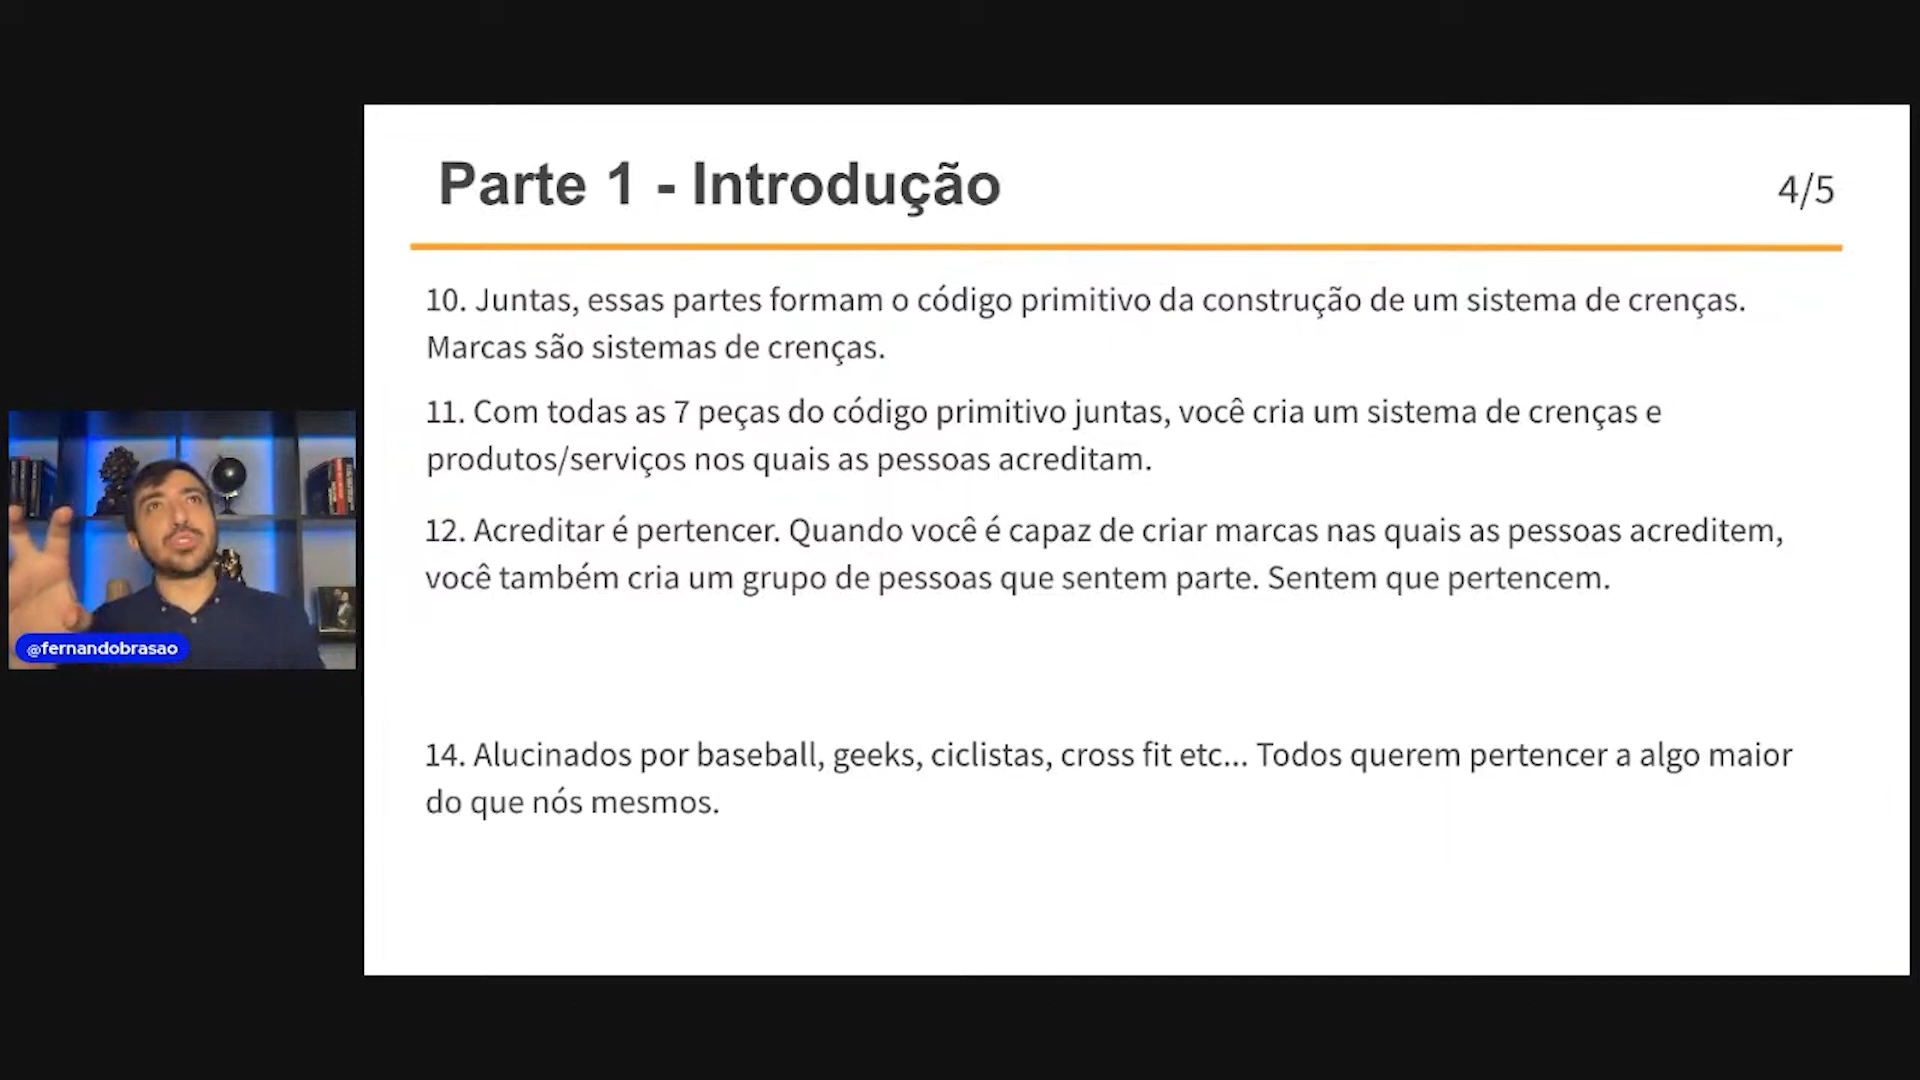 Parte 1 - Introdução
4/5
10. Juntas, essas partes formam o código primitivo da construção de um sistema de crenças.
Marcas são sistemas de crenças.
11. Com todas as 7 peças do código primitivo juntas, você cria um sistema de crenças e
produtos/serviços nos quais as pessoas acreditam.
12. Acreditar é pertencer. Quando você é capaz de criar marcas nas quais as pessoas acreditem,
você também cria um grupo de pessoas que sentem parte. Sentem que pertencem.
14. Alucinados por baseball, geeks, ciclistas, cross fit etc... Todos querem pertencer a algo maior
do que nós mesmos.
@fernandobrasao